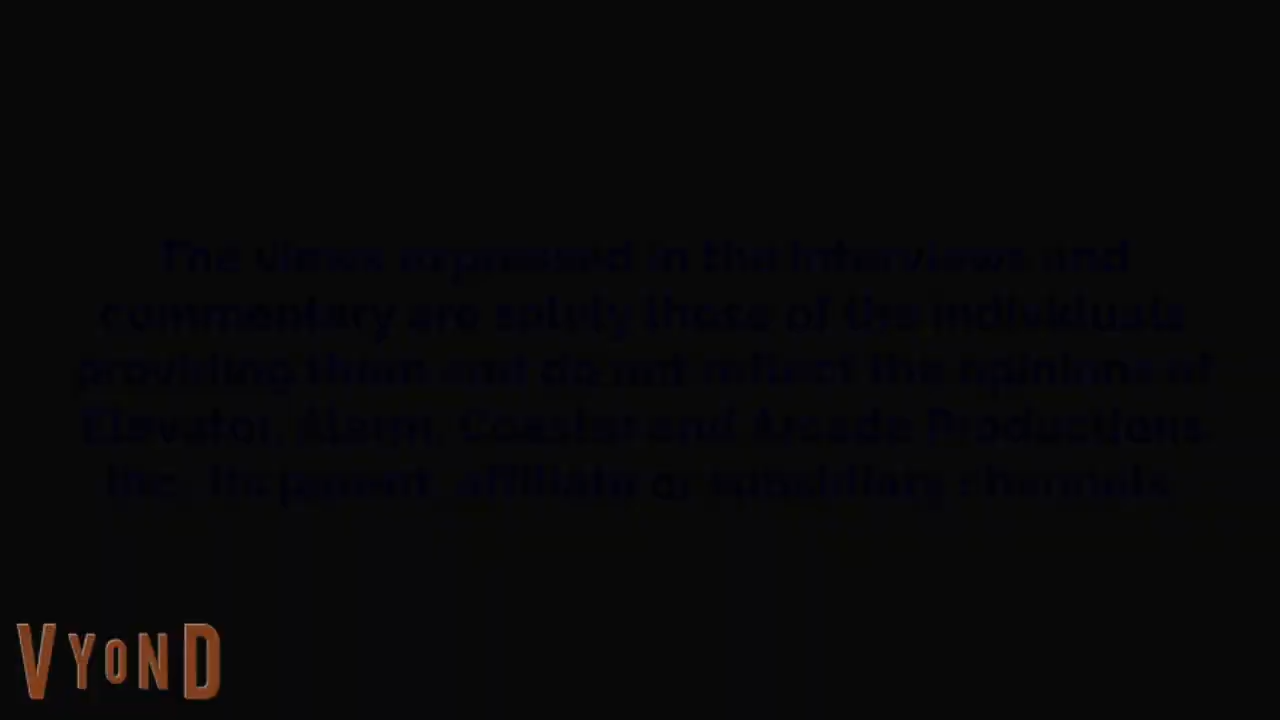 The views expressed in the interviews and
commentary are solely those of the individuals
providing them and do not reflect the opinions of
Elevator, Alarm, Coaster and Arcade Productions
Inc., its parent, affiliate or subsidiary channels.
VYOND